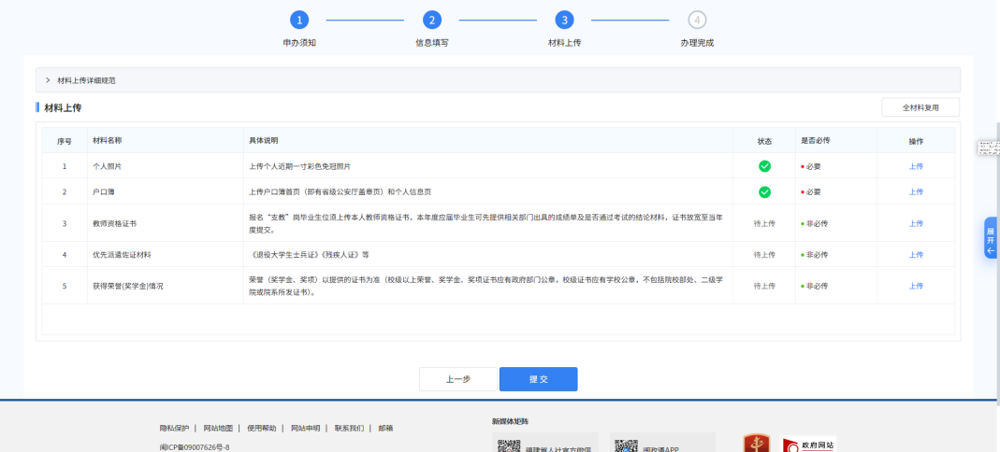 1 2 3 4
申办须知 信息填写 材料上传 办理完成
材料上传详细规范
材料上传 全材料复用
序号 材料名称 具体说明 状态 是否必传 操作
1 个人照片 上传个人近期一寸彩色免冠照片 必要 上传
2 户口簿 上传户口簿首页（即有省级公安厅盖章页）和个人信息页 必要 上传
3 教师资格证书 报名“支教”岗毕业生位须上传本人教师资格证书，本年度应届毕业生可先提供相关部门出具的成绩单及是否通过考试的结论材料，证书放宽至当年
度提交。 待上传 非必传 上传
4 优先派遣佐证材料 《退役大学生士兵证》《残疾人证》等 待上传 非必传 上传
5 获得荣誉(奖学金)情况 荣誉（奖学金、奖项）以提供的证书为准（校级以上荣誉、奖学金、奖项证书应有政府部门公章，校级证书应有学校公章，不包括院校部处、二级学
院或院系所发证书）。 待上传 非必传 上传
展开
上一步 提交
隐私保护 | 网站地图 | 使用帮助 | 网站申明 | 联系我们 | 邮箱
闽ICP备09007626号-8
新媒体矩阵
福建省人社官方微信 闽政通APP
政府网站